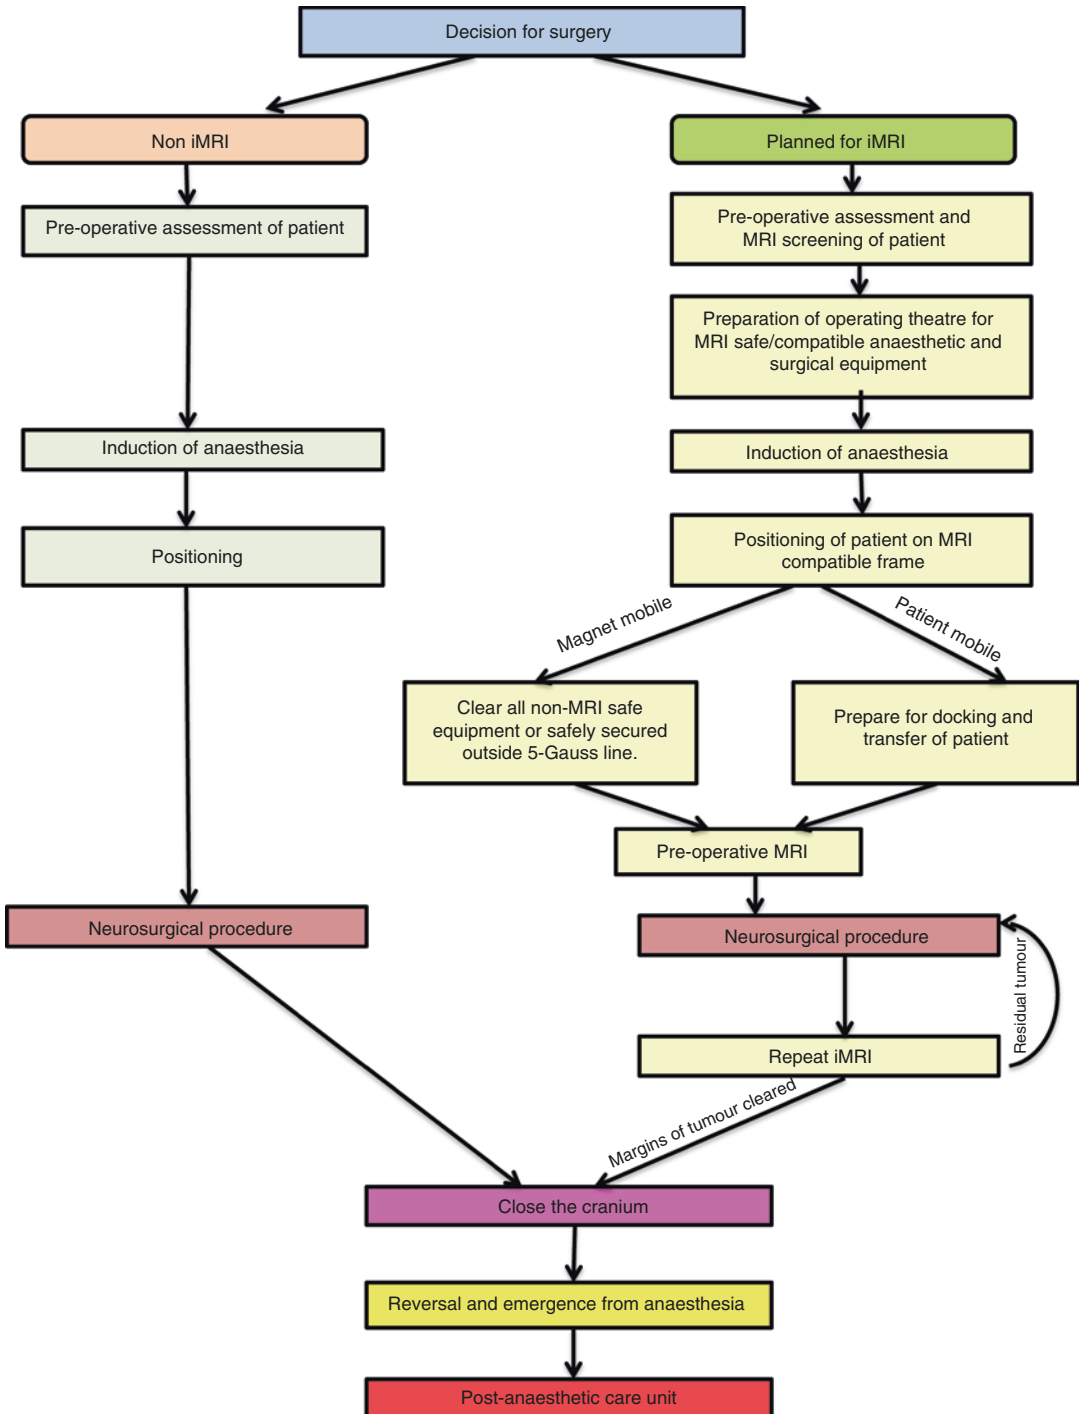 Decision for surgery
Non iMRI
Planned for iMRI
Pre-operative assessment of patient
Pre-operative assessment and
MRI screening of patient
Preparation of operating theatre for
MRI safe/compatible anaesthetic and
surgical equipment
Induction of anaesthesia
Induction of anaesthesia
Positioning
Positioning of patient on MRI
compatible frame
Magnet mobile
Patient mobile
Clear all non-MRI safe
equipment or safely secured
outside 5-Gauss line.
Prepare for docking and
transfer of patient
Pre-operative MRI
Neurosurgical procedure
Neurosurgical procedure
Residual tumour
Repeat iMRI
Margins of tumour cleared
Close the cranium
Reversal and emergence from anaesthesia
Post-anaesthetic care unit